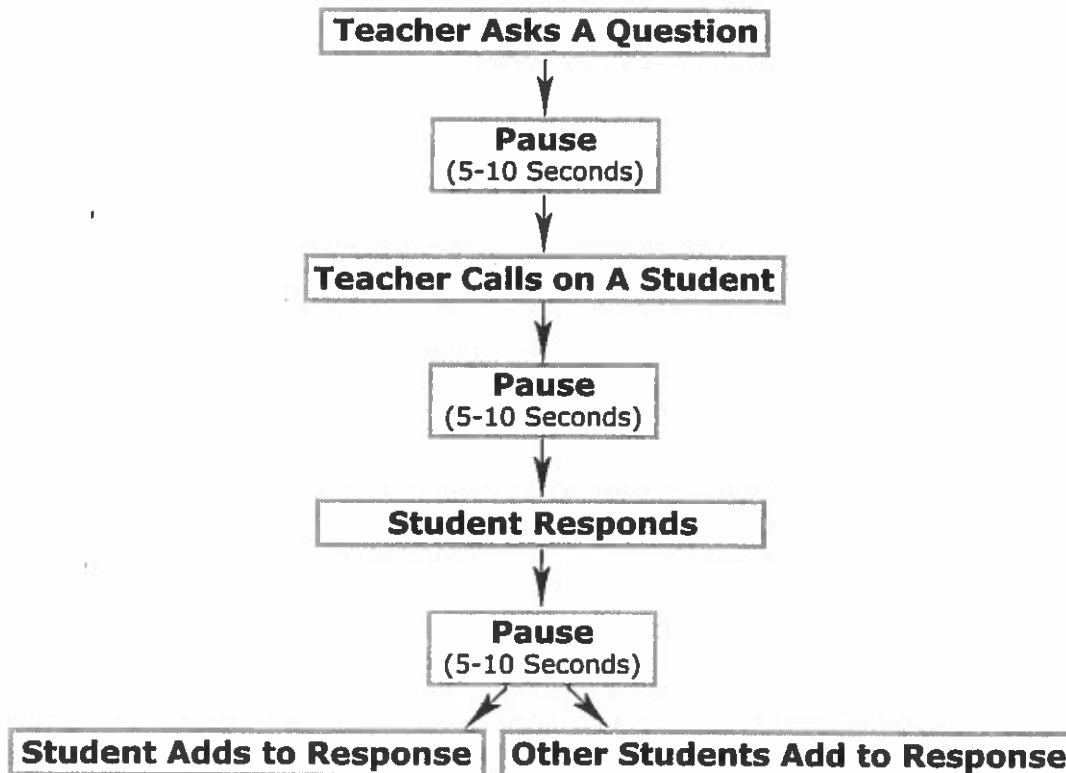 Teacher Asks A Question
Pause
(5-10 Seconds)
Teacher Calls on A Student
Pause
(5-10 Seconds)
Student Responds
Pause
(5-10 Seconds)
Student Adds to Response
Other Students Add to Response